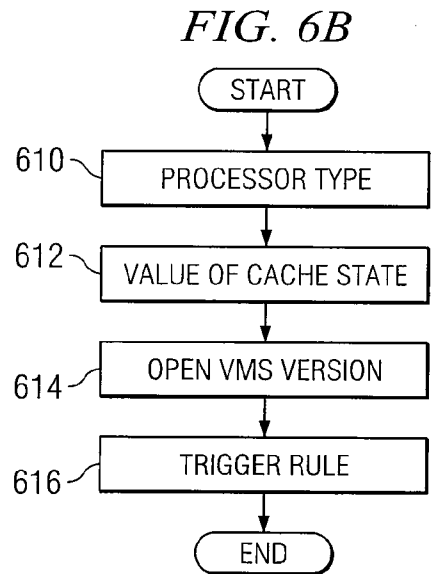 FIG. 6B
START
610
PROCESSOR TYPE
612
VALUE OF CACHE STATE
614
OPEN VMS VERSION
616
TRIGGER RULE
END